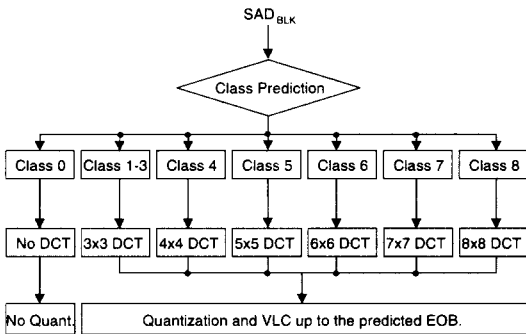 SAD BLK
Class Prediction
Class 0 Class 1-3 Class 4 Class 5 Class 6 Class 7 Class 8
No DCT 3x3 DCT 4x4 DCT 5x5 DCT 6x6 DCT 7x7 DCT 8x8 DCT
No Quant. Quantization and VLC up to the predicted EOB.